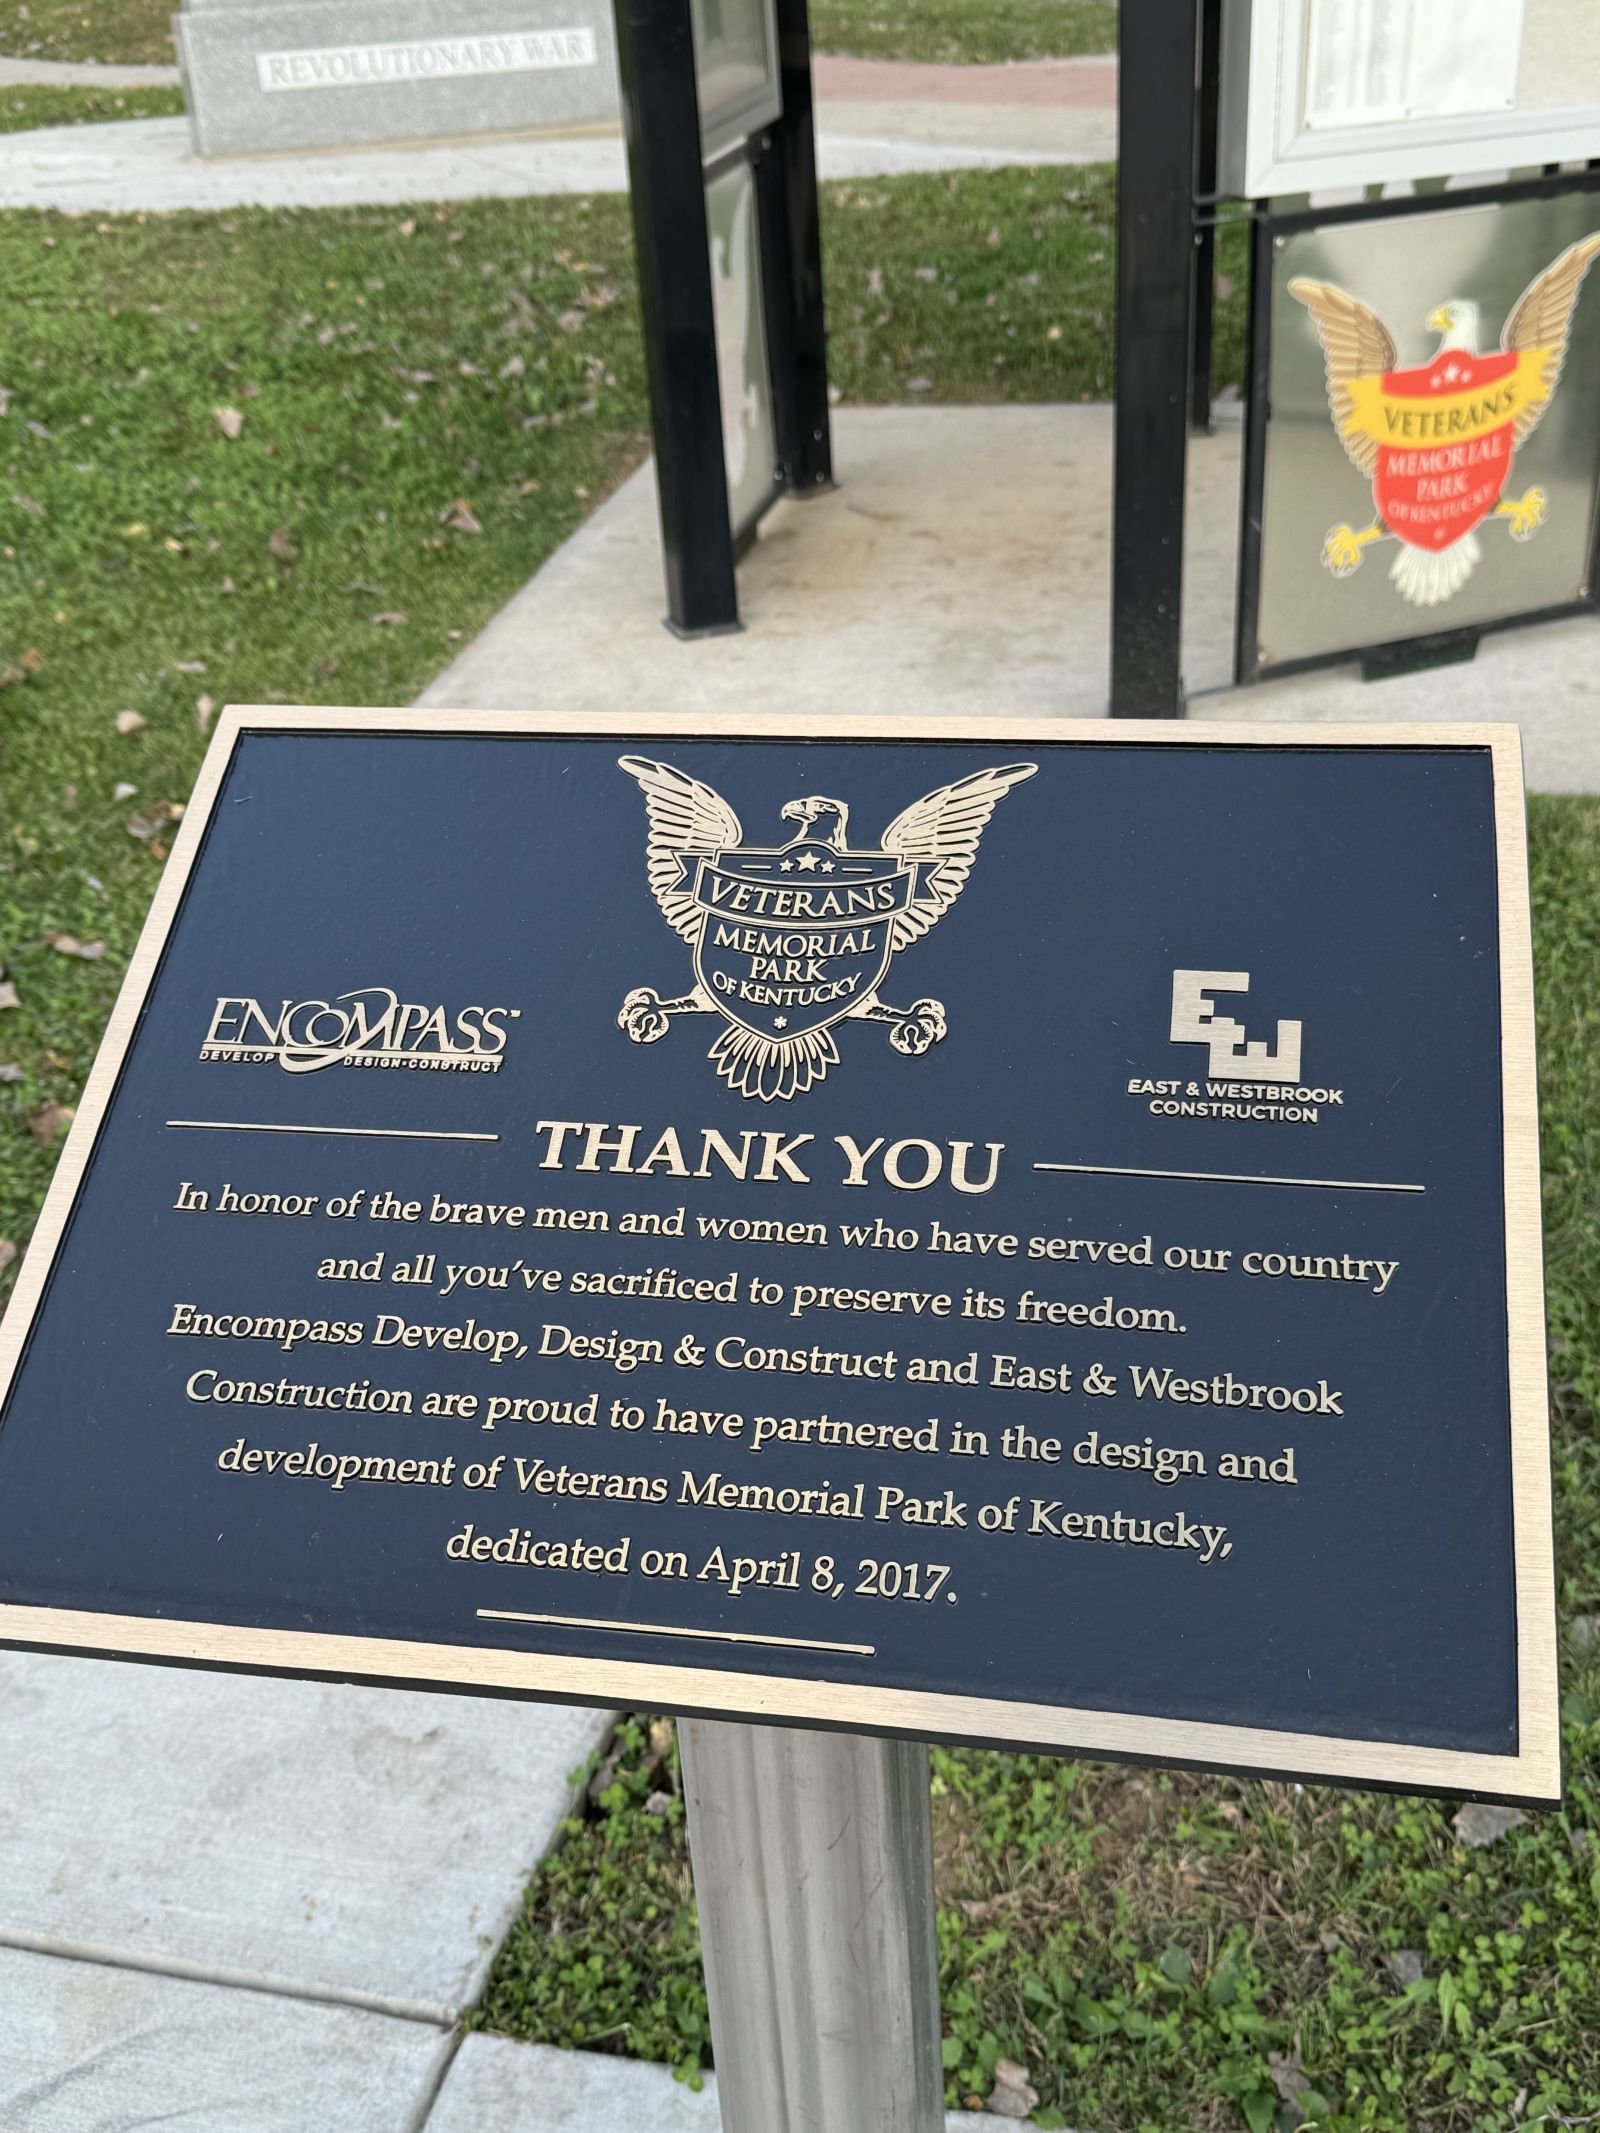 REVOLUTIONARY WAR
VETERANS
MEMORIAL
PARK
OF KENTUCKY
VETERANS
MEMORIAL
PARK
OF KENTUCKY
ENCOMPASS™
DEVELOP DESIGN•CONSTRUCT
EW
EAST & WESTBROOK
CONSTRUCTION
THANK YOU
In honor of the brave men and women who have served our country
and all you've sacrificed to preserve its freedom.
Encompass Develop, Design & Construct and East & Westbrook
Construction are proud to have partnered in the design and
development of Veterans Memorial Park of Kentucky,
dedicated on April 8, 2017.